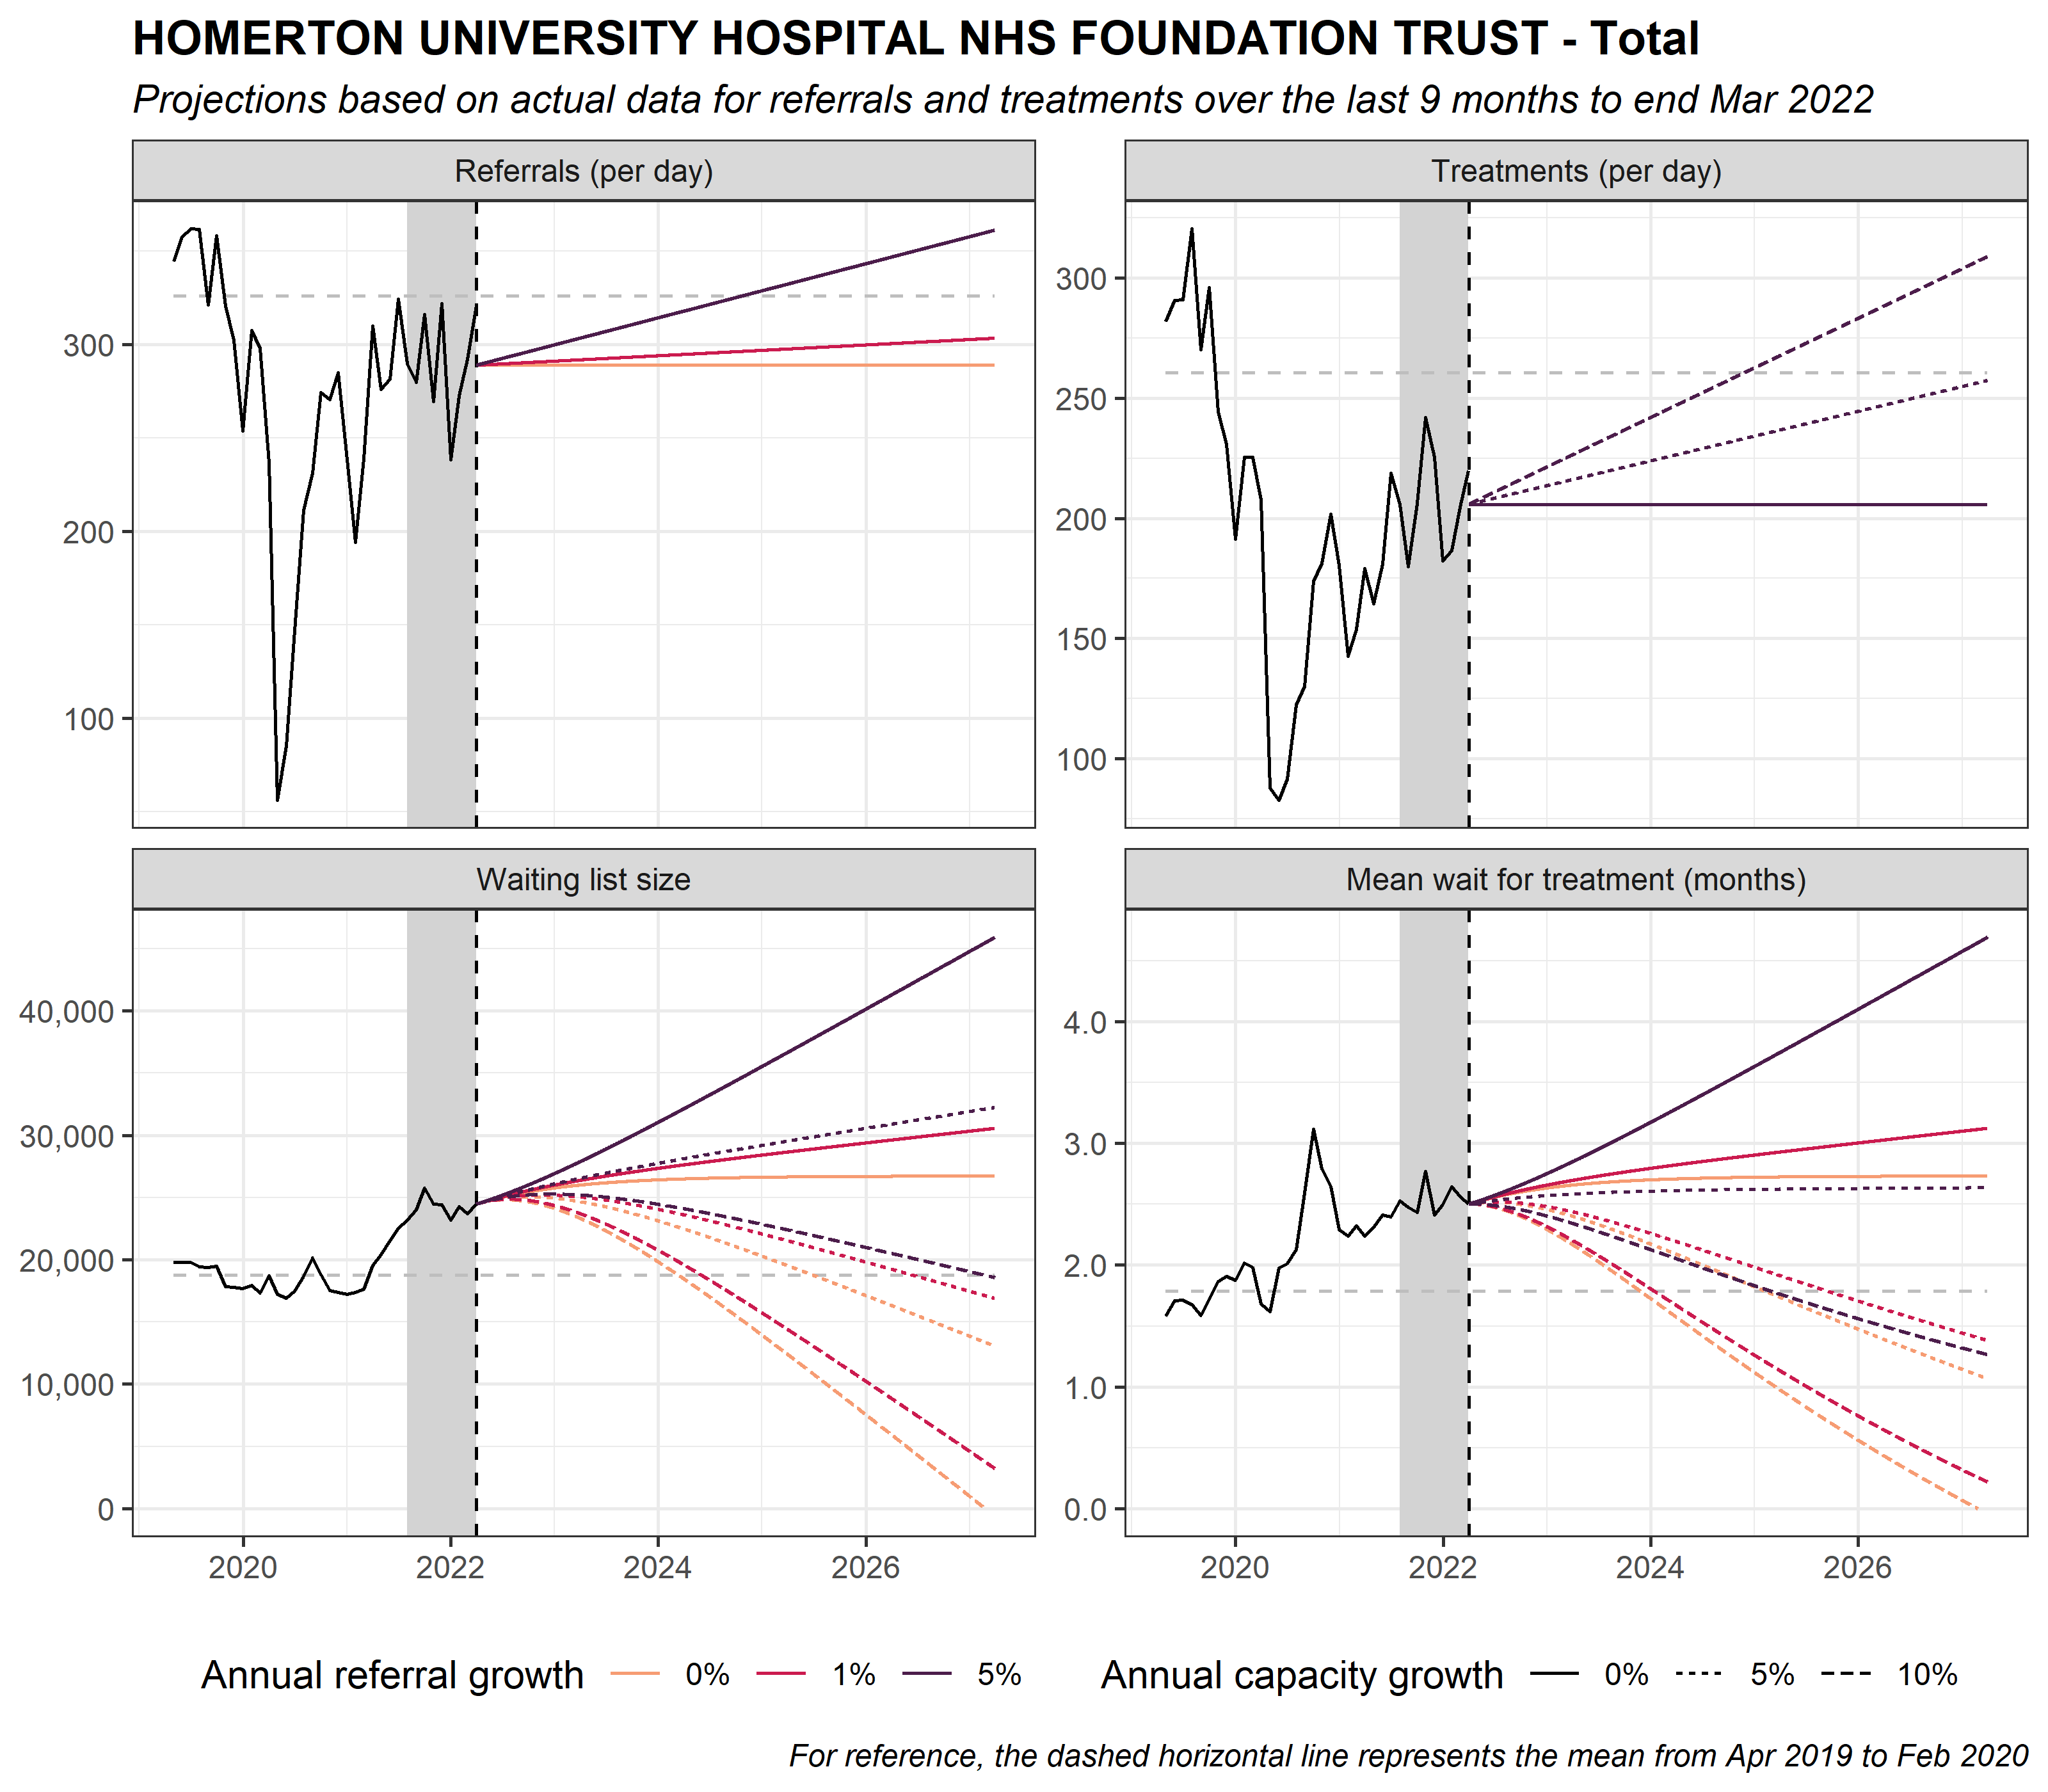 HOMERTON UNIVERSITY HOSPITAL NHS FOUNDATION TRUST - Total
Projections based on actual data for referrals and treatments over the last 9 months to end Mar 2022
Referrals (per day)
300
200
100
Treatments (per day)
300
250
200
150
100
Waiting list size
40,000
30,000
20,000
10,000
0
2020 2022 2024 2026
Mean wait for treatment (months)
4.0
3.0
2.0
1.0
0.0
2020 2022 2024 2026
Annual referral growth 0% 1% 5%
Annual capacity growth 0% 5% 10%
For reference, the dashed horizontal line represents the mean from Apr 2019 to Feb 2020